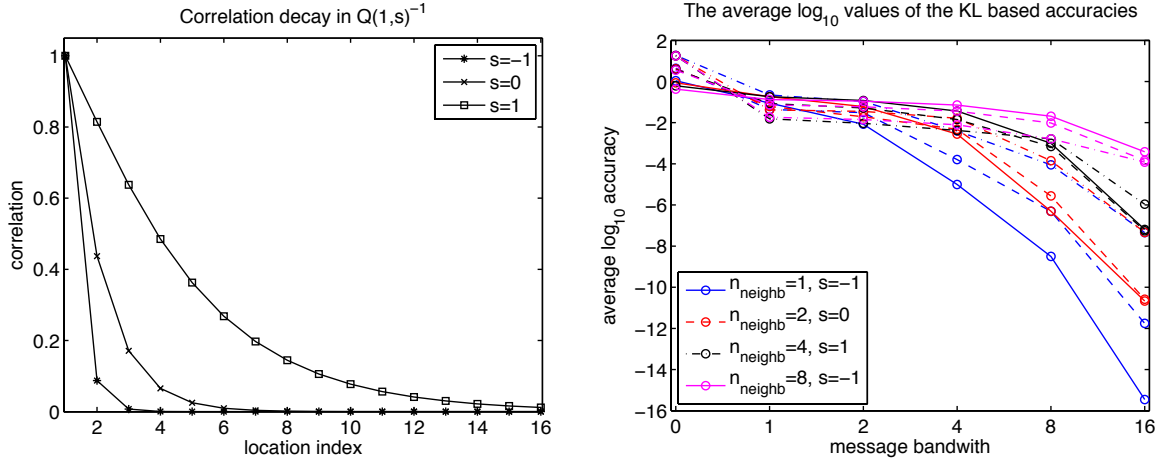 Correlation decay in Q(1,s)⁻¹
1
0.8
0.6
0.4
0.2
0
correlation
2 4 6 8 10 12 14 16
location index
s=−1
s=0
s=1
The average log₁₀ values of the KL based accuracies
2
0
−2
−4
−6
−8
−10
−12
−14
−16
average log₁₀ accuracy
0 1 2 4 8 16
message bandwith
n_neighb=1, s=−1
n_neighb=2, s=0
n_neighb=4, s=1
n_neighb=8, s=−1